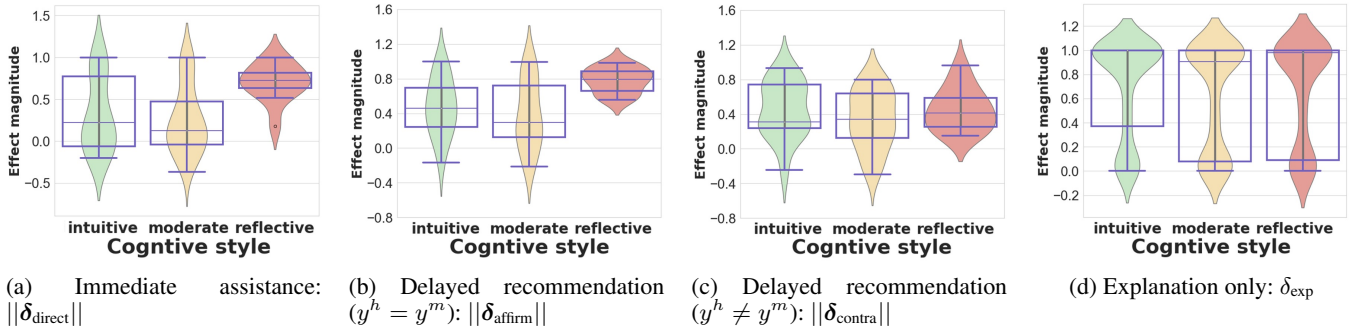 Effect magnitude
1.5
1.0
0.5
0.0
−0.5
intuitive moderate reflective
Cogntive style
(a) Immediate assistance:
||δdirect||
Effect magnitude
1.6
1.2
0.8
0.4
0.0
−0.4
−0.8
intuitive moderate reflective
Cogntive style
(b) Delayed recommendation
(y^h = y^m): ||δaffirm||
Effect magnitude
1.6
1.2
0.8
0.4
0.0
−0.4
−0.8
intuitive moderate reflective
Cogntive style
(c) Delayed recommendation
(y^h ≠ y^m): ||δcontra||
Effect magnitude
1.2
1.0
0.8
0.6
0.4
0.2
0.0
−0.2
intuitive moderate reflective
Cogntive style
(d) Explanation only: δexp